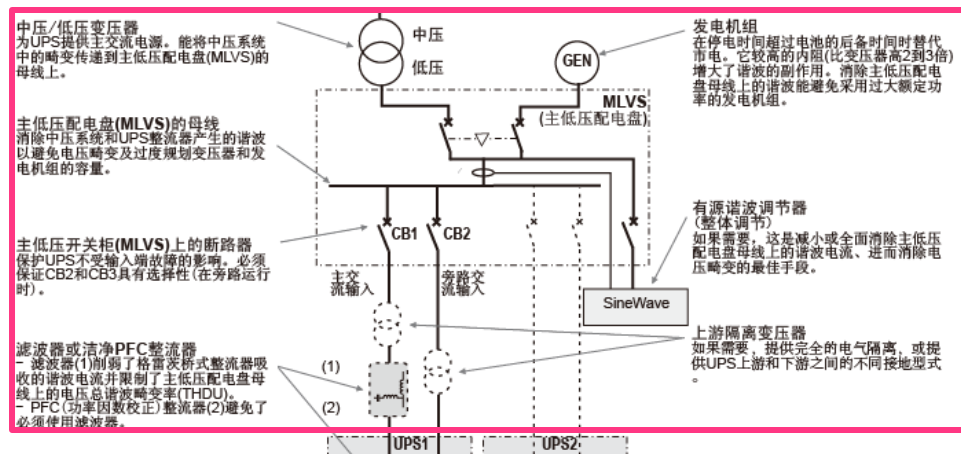 中压/低压变压器
为UPS提供主交流电源。能将中压系统
中的畸变传递到主低压配电盘(MLVS)的
母线上。
中压
低压
GEN
发电机组
在停电时间超过电池的后备时间时替代
市电。它较高的内阻(比变压器高2到3倍)
增大了谐波的副作用。消除主低压配电
盘母线上的谐波能避免采用过大额定功
率的发电机组。
MLVS
(主低压配电盘)
主低压配电盘(MLVS)的母线
消除中压系统和UPS整流器产生的谐波
以避免电压畸变及过度规划变压器和发
电机组的容量。
主低压开关柜(MLVS)上的断路器
保护UPS不受输入端故障的影响。必须
保证CB2和CB3具有选择性(在旁路运行
时)。
CB1
CB2
主交
流输入
旁路交
流输入
有源谐波调节器
(整体调节)
如果需要，这是减小或全面消除主低压
配电盘母线上的谐波电流、进而消除电
压畸变的最佳手段。
SineWave
上游隔离变压器
如果需要，提供完全的电气隔离，或提
供UPS上游和下游之间的不同接地型式
。
滤波器或洁净PFC整流器
- 滤波器(1)削弱了格雷茨桥式整流器吸
收的谐波电流并限制了主低压配电盘母
线上的电压总谐波畸变率(THDU)。
- PFC(功率因数校正)整流器(2)避免了
必须使用滤波器。
(1)
(2)
UPS1
UPS2